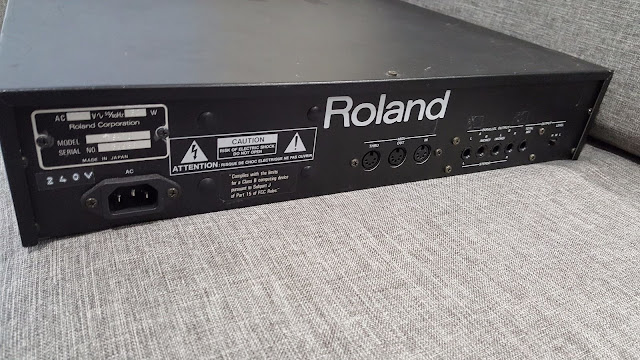 AC V 50/60Hz W
Roland Corporation
MODEL
SERIAL NO.
MADE IN JAPAN
240V
AC
CAUTION
RISK OF ELECTRIC SHOCK
DO NOT OPEN
ATTENTION: RISQUE DE CHOC ELECTRIQUE NE PAS OUVRIR
"Complies with the limits
for a Class B computing device
pursuant to Subpart J
of Part 15 of FCC Rules."
Roland
THRU
OUT